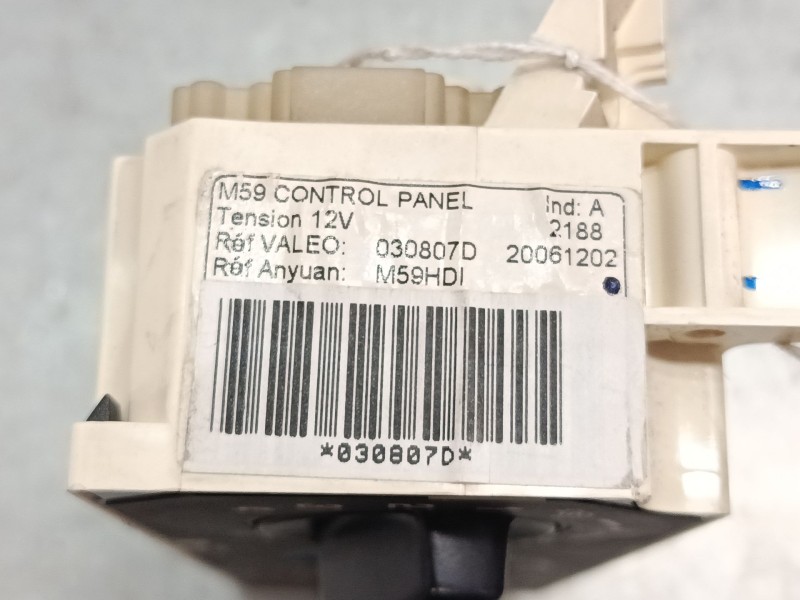 M59 CONTROL PANEL Ind: A
Tension 12V 2188
Réf VALEO: 030807D 20061202
Réf Anyuan: M59HDI
*030807D*